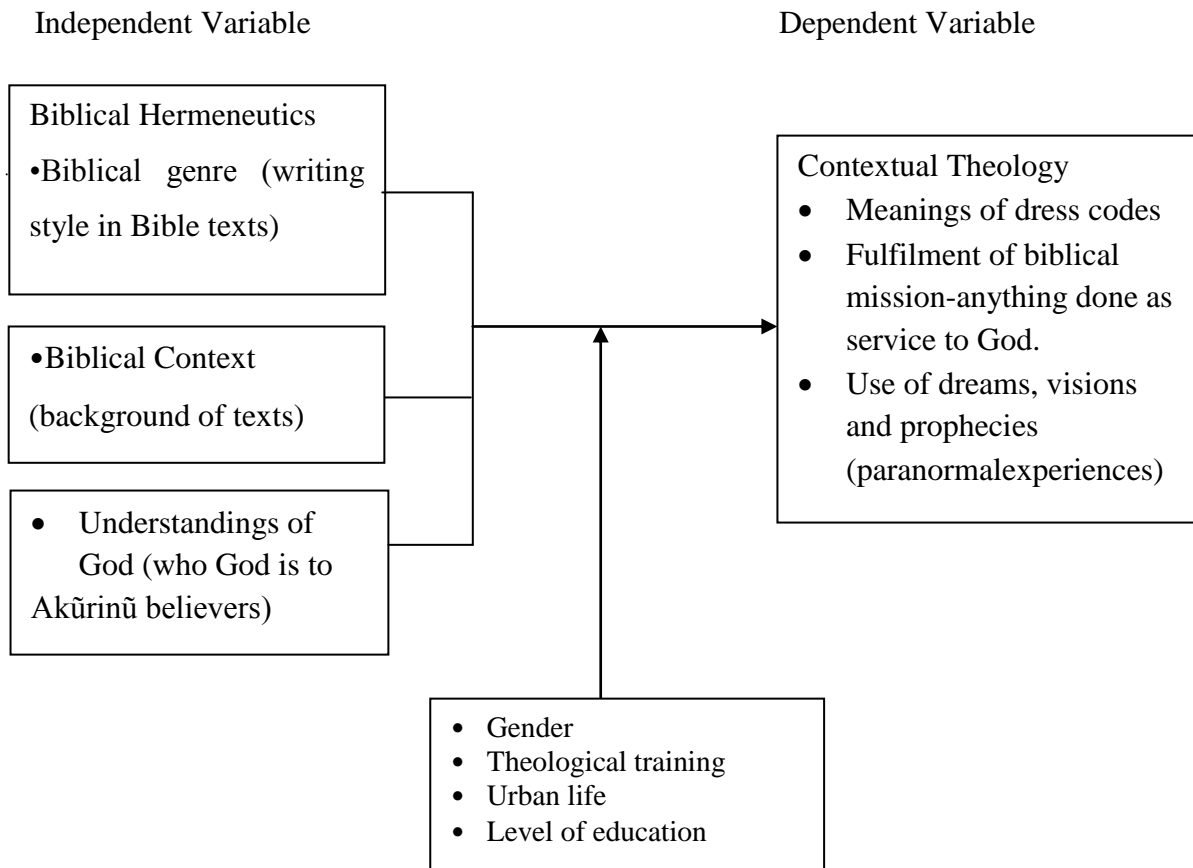 Independent Variable
Dependent Variable
Biblical Hermeneutics
•Biblical genre (writing
style in Bible texts)
•Biblical Context
(background of texts)
• Understandings of
God (who God is to
Akũrinũ believers)
Contextual Theology
• Meanings of dress codes
• Fulfilment of biblical
mission-anything done as
service to God.
• Use of dreams, visions
and prophecies
(paranormalexperiences)
• Gender
• Theological training
• Urban life
• Level of education